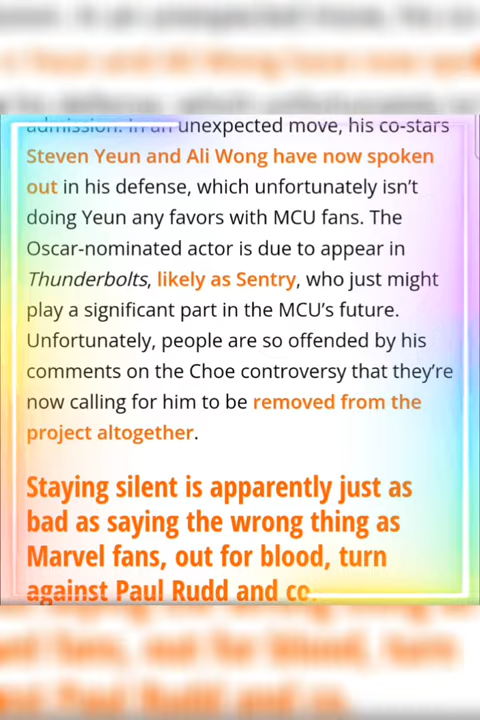 admission. In an unexpected move, his co-stars
Steven Yeun and Ali Wong have now spoken
out in his defense, which unfortunately isn’t
doing Yeun any favors with MCU fans. The
Oscar-nominated actor is due to appear in
Thunderbolts, likely as Sentry, who just might
play a significant part in the MCU’s future.
Unfortunately, people are so offended by his
comments on the Choe controversy that they’re
now calling for him to be removed from the
project altogether.
Staying silent is apparently just as
bad as saying the wrong thing as
Marvel fans, out for blood, turn
against Paul Rudd and co.